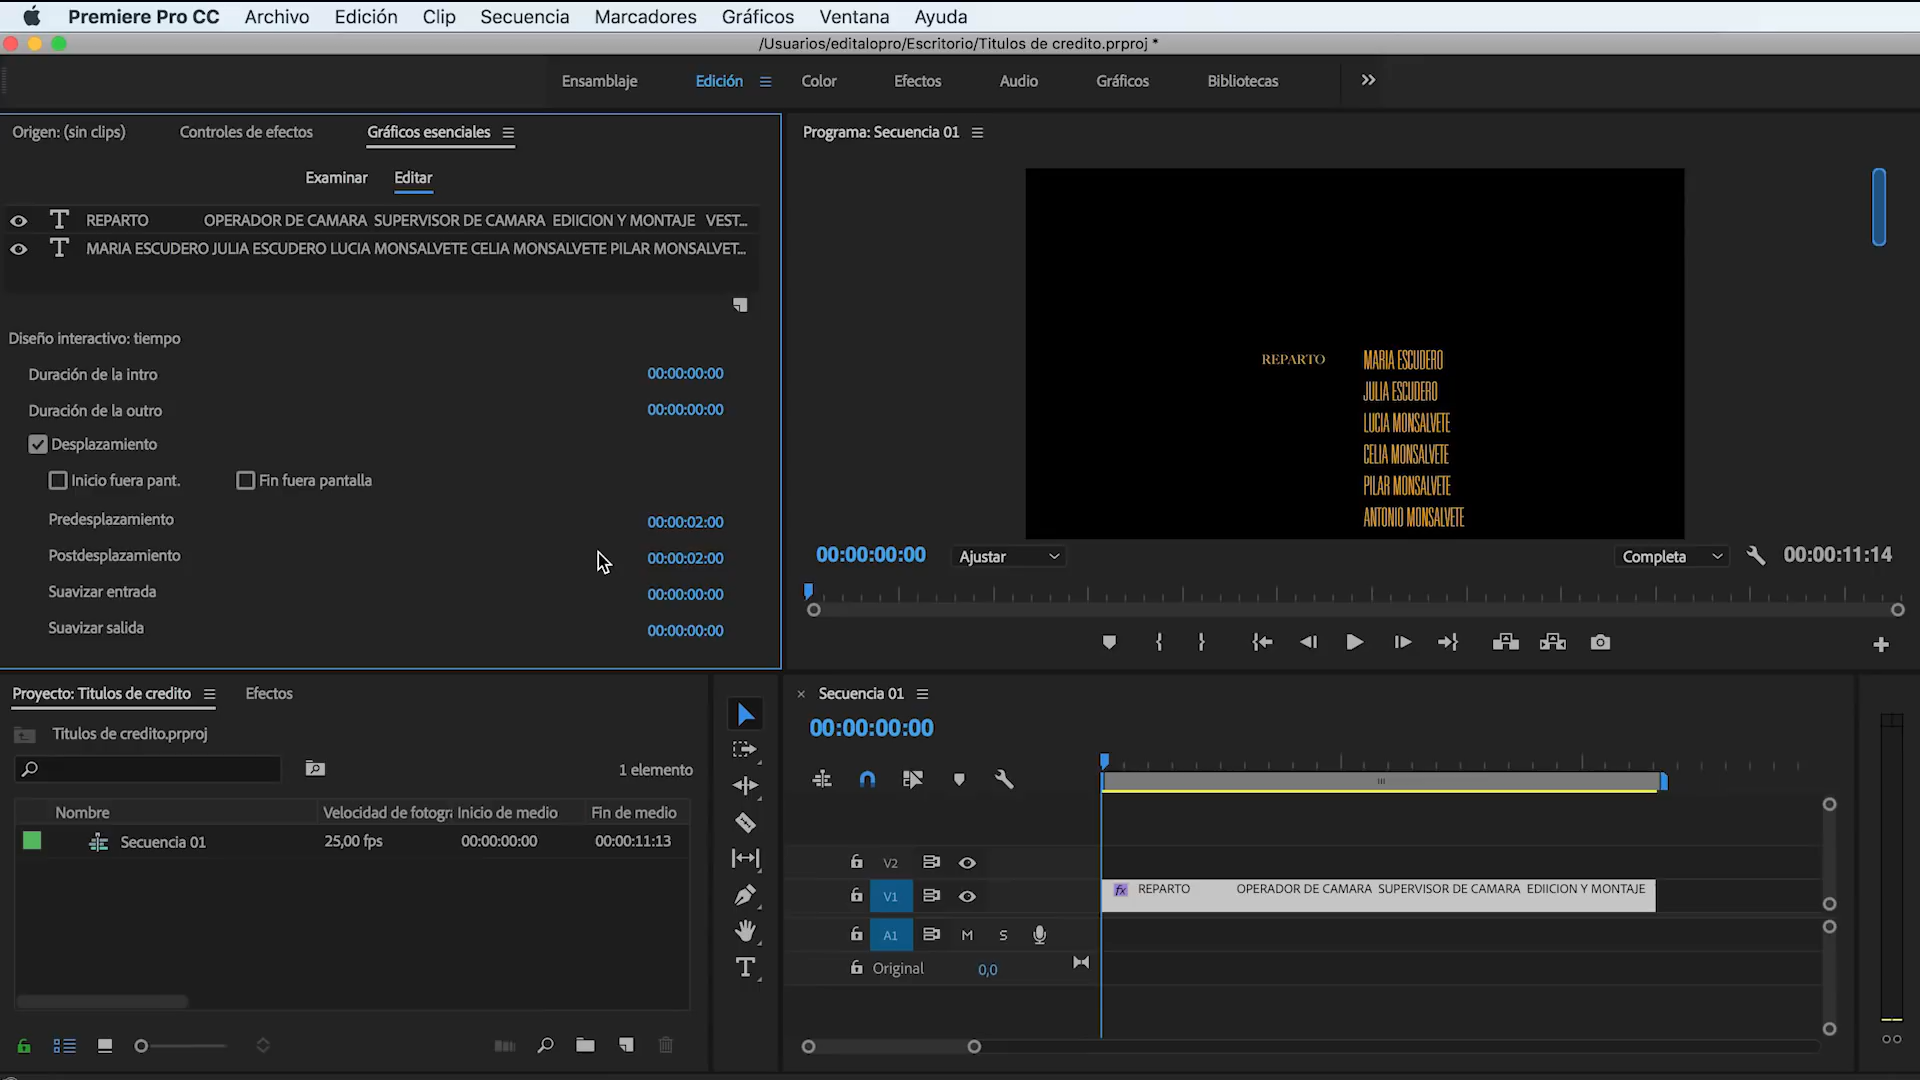 Premiere Pro CC Archivo Edición Clip Secuencia Marcadores Gráficos Ventana Ayuda
/Usuarios/editalopro/Escritorio/Titulos de credito.prproj *
Ensamblaje Edición Color Efectos Audio Gráficos Bibliotecas
Origen: (sin clips) Controles de efectos Gráficos esenciales
Examinar Editar
REPARTO OPERADOR DE CAMARA SUPERVISOR DE CAMARA EDIICION Y MONTAJE VEST...
MARIA ESCUDERO JULIA ESCUDERO LUCIA MONSALVETE CELIA MONSALVETE PILAR MONSALVET...
Diseño interactivo: tiempo
Duración de la intro 00:00:00:00
Duración de la outro 00:00:00:00
Desplazamiento
Inicio fuera pant. Fin fuera pantalla
Predesplazamiento 00:00:02:00
Postdesplazamiento 00:00:02:00
Suavizar entrada 00:00:00:00
Suavizar salida 00:00:00:00
Programa: Secuencia 01
REPARTO MARIA ESCUDERO
JULIA ESCUDERO
LUCIA MONSALVETE
CELIA MONSALVETE
PILAR MONSALVETE
ANTONIO MONSALVETE
00:00:00:00 Ajustar Completa 00:00:11:14
Proyecto: Titulos de credito Efectos
Titulos de credito.prproj
1 elemento
Nombre Velocidad de fotogr Inicio de medio Fin de medio
Secuencia 01 25,00 fps 00:00:00:00 00:00:11:13
Secuencia 01
00:00:00:00
V2
V1 fx REPARTO OPERADOR DE CAMARA SUPERVISOR DE CAMARA EDIICION Y MONTAJE
A1 M S
Original 0,0